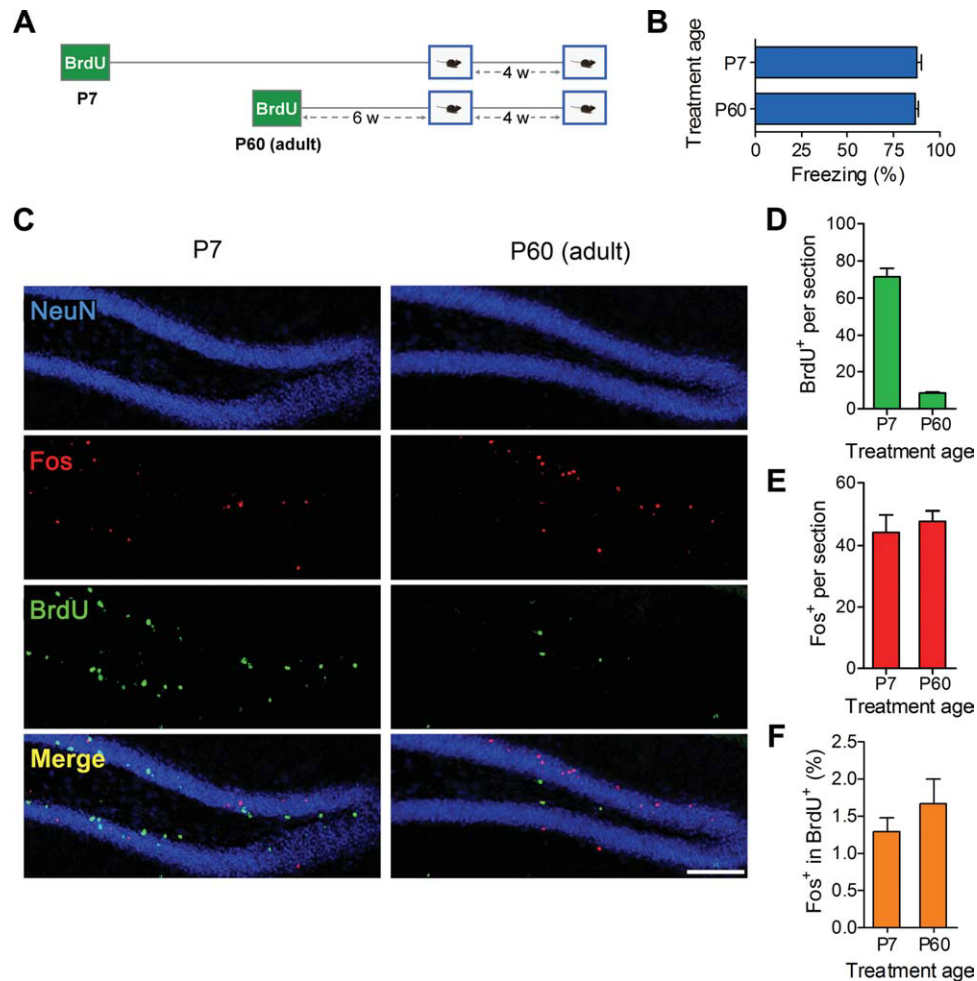 A
BrdU
P7
4 w
BrdU
P60 (adult)
6 w
4 w
B
Treatment age
P7
P60
0 25 50 75 100
Freezing (%)
C
P7 P60 (adult)
NeuN
Fos
BrdU
Merge
D
BrdU⁺ per section
80
60
40
20
0
P7 P60
Treatment age
E
Fos⁺ per section
60
40
20
0
P7 P60
Treatment age
F
Fos⁺ in BrdU⁺ (%)
2.5
2.0
1.5
1.0
0.5
0.0
P7 P60
Treatment age